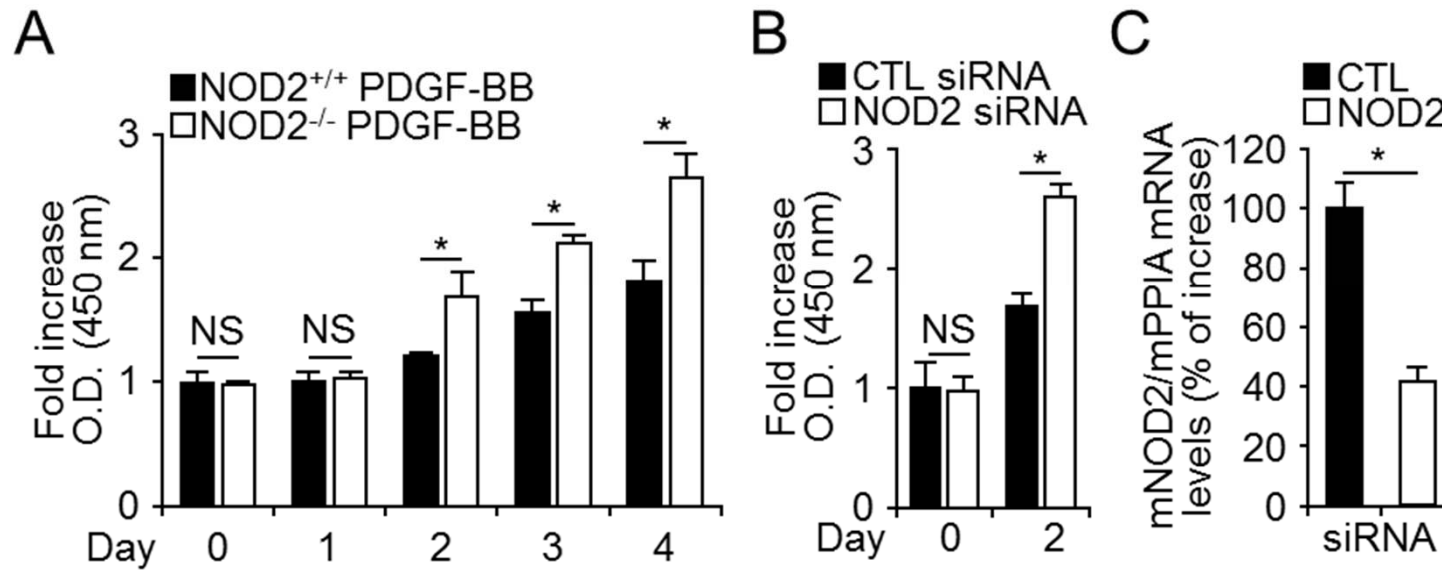 A
NOD2+/+ PDGF-BB
NOD2-/- PDGF-BB
Fold increase
O.D. (450 nm)
3
2
1
0
NS
NS
*
*
*
Day 0 1 2 3 4
B
CTL siRNA
NOD2 siRNA
Fold increase
O.D. (450 nm)
3
2
1
0
NS
*
Day 0 2
C
CTL
NOD2
mNOD2/mPPIA mRNA
levels (% of increase)
120
100
80
60
40
20
0
*
siRNA